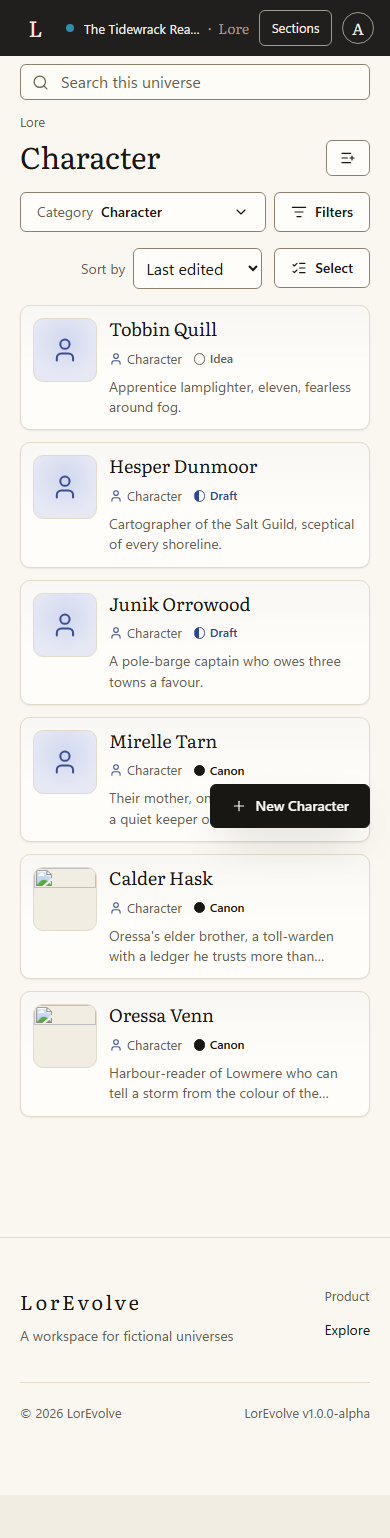 L The Tidewrack Rea... · Lore Sections A
Search this universe
Lore
Character
Category Character Filters
Sort by Last edited Select
Tobbin Quill
Character Idea
Apprentice lamplighter, eleven, fearless
around fog.
Hesper Dunmoor
Character Draft
Cartographer of the Salt Guild, sceptical
of every shoreline.
Junik Orrowood
Character Draft
A pole-barge captain who owes three
towns a favour.
Mirelle Tarn
Character Canon
Their mother,
a quiet keeper
New Character
Calder Hask
Character Canon
Oressa's elder brother, a toll-warden
with a ledger he trusts more than...
Oressa Venn
Character Canon
Harbour-reader of Lowmere who can
tell a storm from the colour of the...
LorEvolve Product
A workspace for fictional universes Explore
© 2026 LorEvolve LorEvolve v1.0.0-alpha